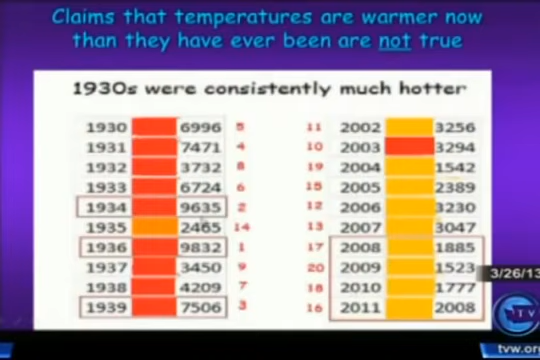 Claims that temperatures are warmer now
than they have ever been are not true
1930s were consistently much hotter
1930 6996 5 11 2002 3256
1931 7471 4 10 2003 3294
1932 3732 8 19 2004 1542
1933 6724 6 15 2005 2389
1934 9635 2 12 2006 3230
1935 2465 14 13 2007 3047
1936 9832 1 17 2008 1885
1937 3450 9 20 2009 1523
1938 4209 7 18 2010 1777
1939 7506 3 16 2011 2008
3/26/13
TV
tvw.org